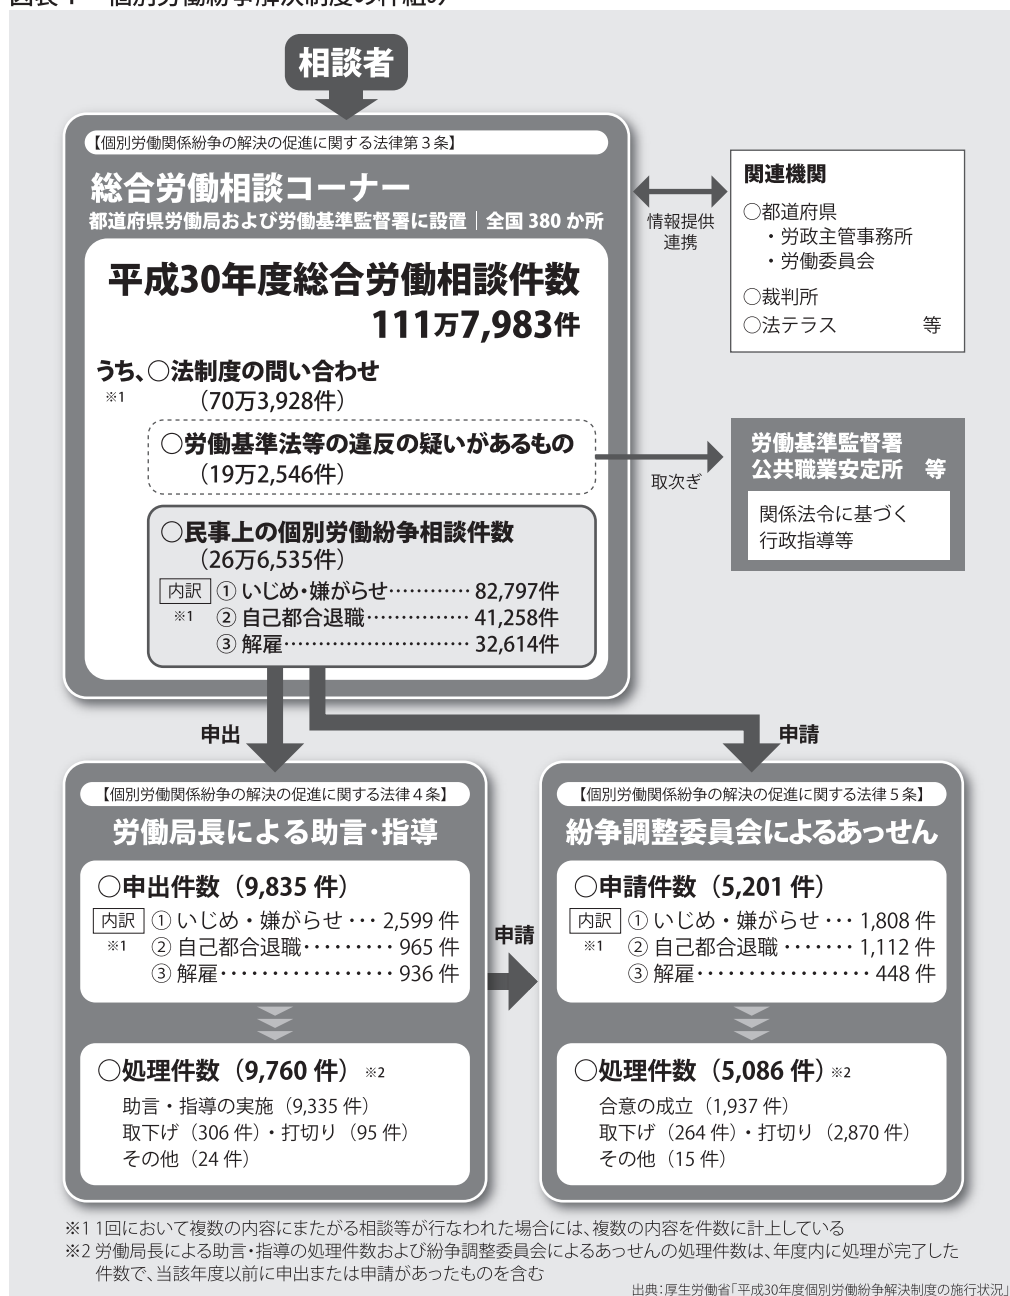 相談者
【個別労働関係紛争の解決の促進に関する法律第3条】
総合労働相談コーナー
都道府県労働局および労働基準監督署に設置｜全国 380 か所
平成30年度総合労働相談件数
111万7,983件
うち、○法制度の問い合わせ
※1
（70万3,928件）
○労働基準法等の違反の疑いがあるもの
（19万2,546件）
○民事上の個別労働紛争相談件数
（26万6,535件）
内訳 ① いじめ・嫌がらせ………… 82,797件
※1 ② 自己都合退職…………… 41,258件
③ 解雇……………………… 32,614件
情報提供
連携
関連機関
○都道府県
・労政主管事務所
・労働委員会
○裁判所
○法テラス 等
取次ぎ
労働基準監督署
公共職業安定所 等
関係法令に基づく
行政指導等
申出
申請
【個別労働関係紛争の解決の促進に関する法律4条】
労働局長による助言・指導
○申出件数（9,835 件）
内訳 ① いじめ・嫌がらせ ･･･ 2,599 件
※1 ② 自己都合退職･････････ 965 件
③ 解雇･･････････････････ 936 件
○処理件数（9,760 件） ※2
助言・指導の実施（9,335 件）
取下げ（306 件）・打切り（95 件）
その他（24 件）
申請
【個別労働関係紛争の解決の促進に関する法律5条】
紛争調整委員会によるあっせん
○申請件数（5,201 件）
内訳 ① いじめ・嫌がらせ ･･･ 1,808 件
※1 ② 自己都合退職･･･････ 1,112 件
③ 解雇･････････････････ 448 件
○処理件数（5,086 件）※2
合意の成立（1,937 件）
取下げ（264 件）・打切り（2,870 件）
その他（15 件）
※1 1回において複数の内容にまたがる相談等が行なわれた場合には、複数の内容を件数に計上している
※2 労働局長による助言・指導の処理件数および紛争調整委員会によるあっせんの処理件数は、年度内に処理が完了した
件数で、当該年度以前に申出または申請があったものを含む
出典：厚生労働省「平成30年度個別労働紛争解決制度の施行状況」